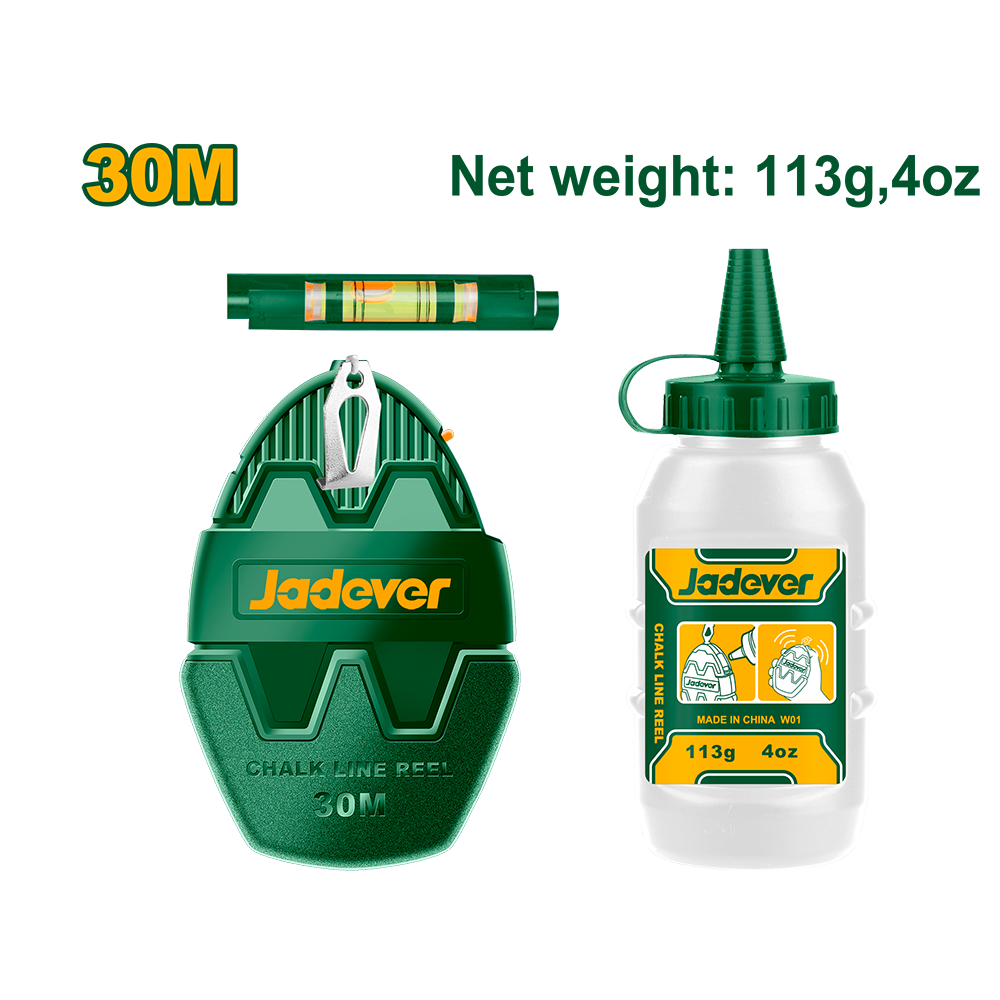 30M
Net weight: 113g,4oz
Jadever
CHALK LINE REEL
30M
Jadever
CHALK LINE REEL
Jadever
Jadever
MADE IN CHINA W01
113g 4oz